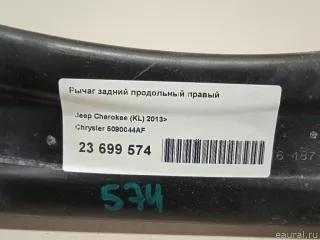 Рычаг задний продольный правый
Jeep Cherokee (KL) 2013>
Chrysler 5090044AF
23 699 574
574
eaural.ru